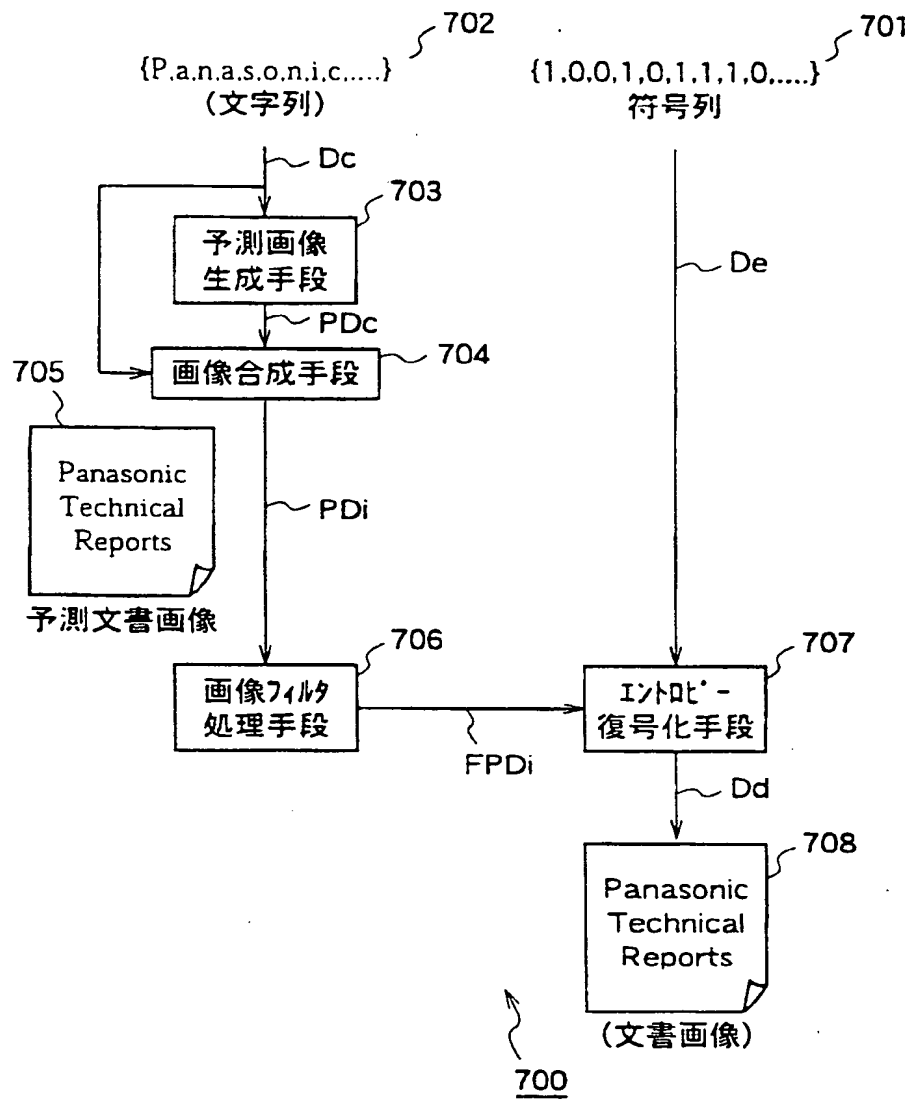 702
701
{P,a,n,a,s,o,n,i,c,....}
{1,0,0,1,0,1,1,1,0,.....}
(文字列)
符号列
Dc
703
予測画像
生成手段
De
PDc
704
画像合成手段
705
Panasonic
Technical
Reports
PDi
予測文書画像
706
707
画像フィルタ
処理手段
エントロピー
復号化手段
FPDi
Dd
708
Panasonic
Technical
Reports
(文書画像)
700